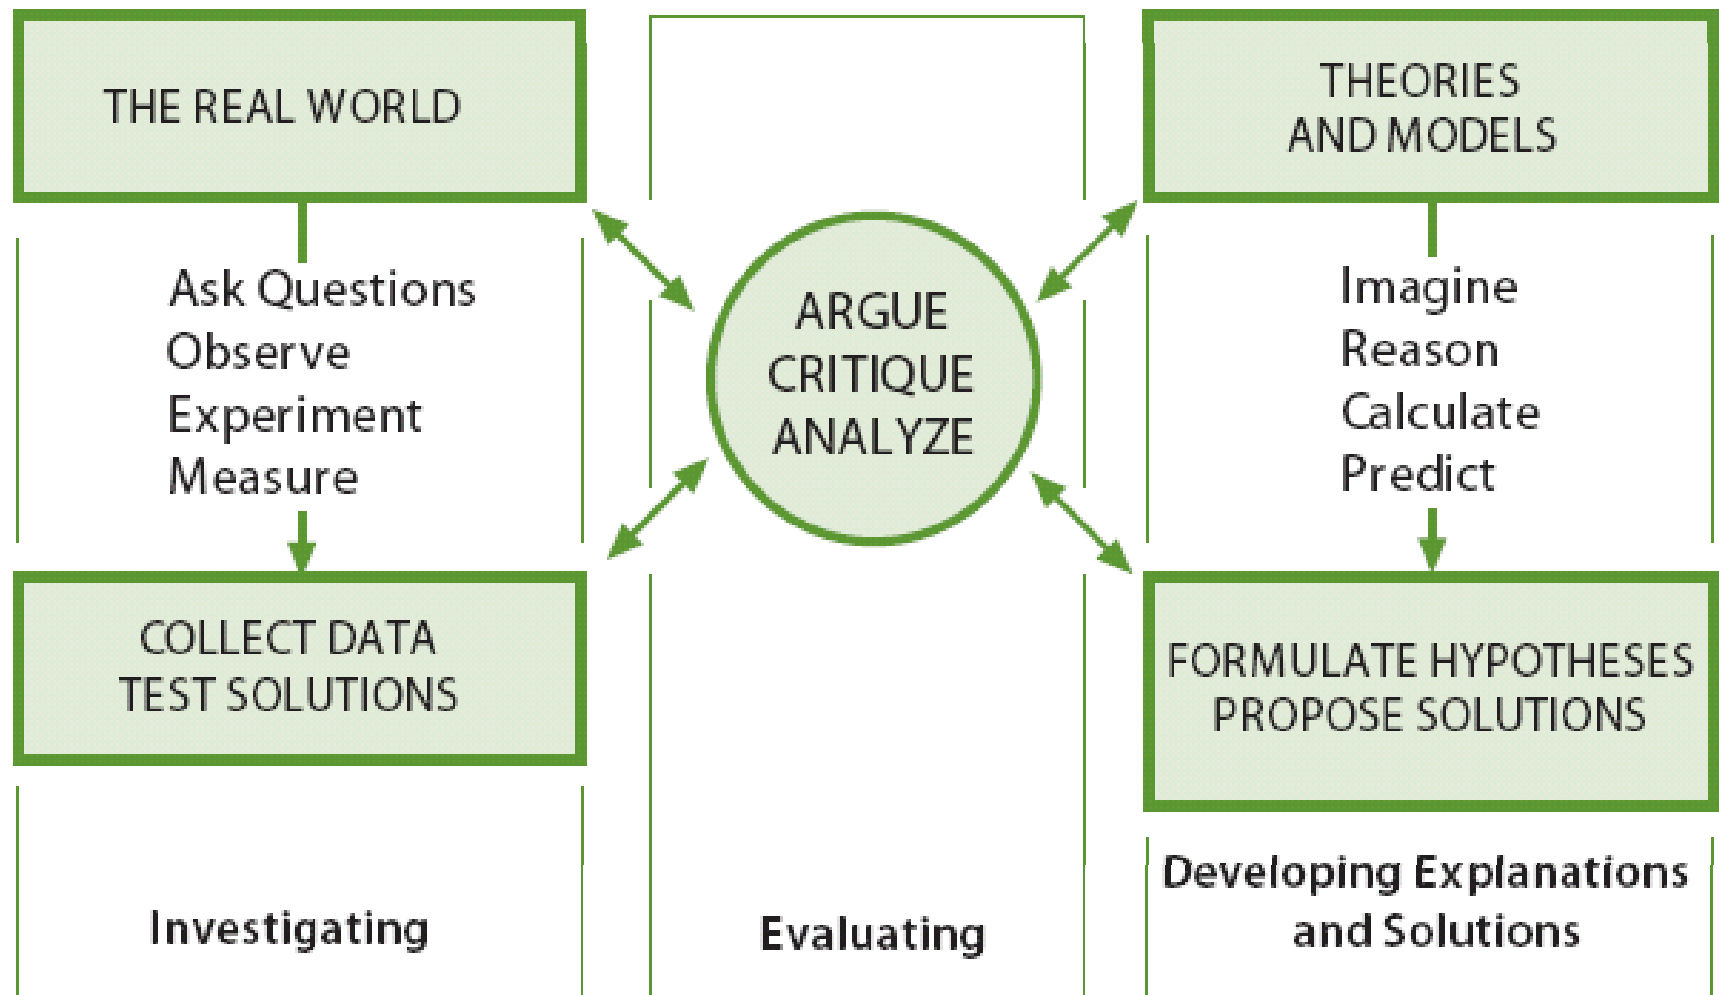 THE REAL WORLD
Ask Questions
Observe
Experiment
Measure
COLLECT DATA
TEST SOLUTIONS
Investigating
ARGUE
CRITIQUE
ANALYZE
Evaluating
THEORIES
AND MODELS
Imagine
Reason
Calculate
Predict
FORMULATE HYPOTHESES
PROPOSE SOLUTIONS
Developing Explanations
and Solutions